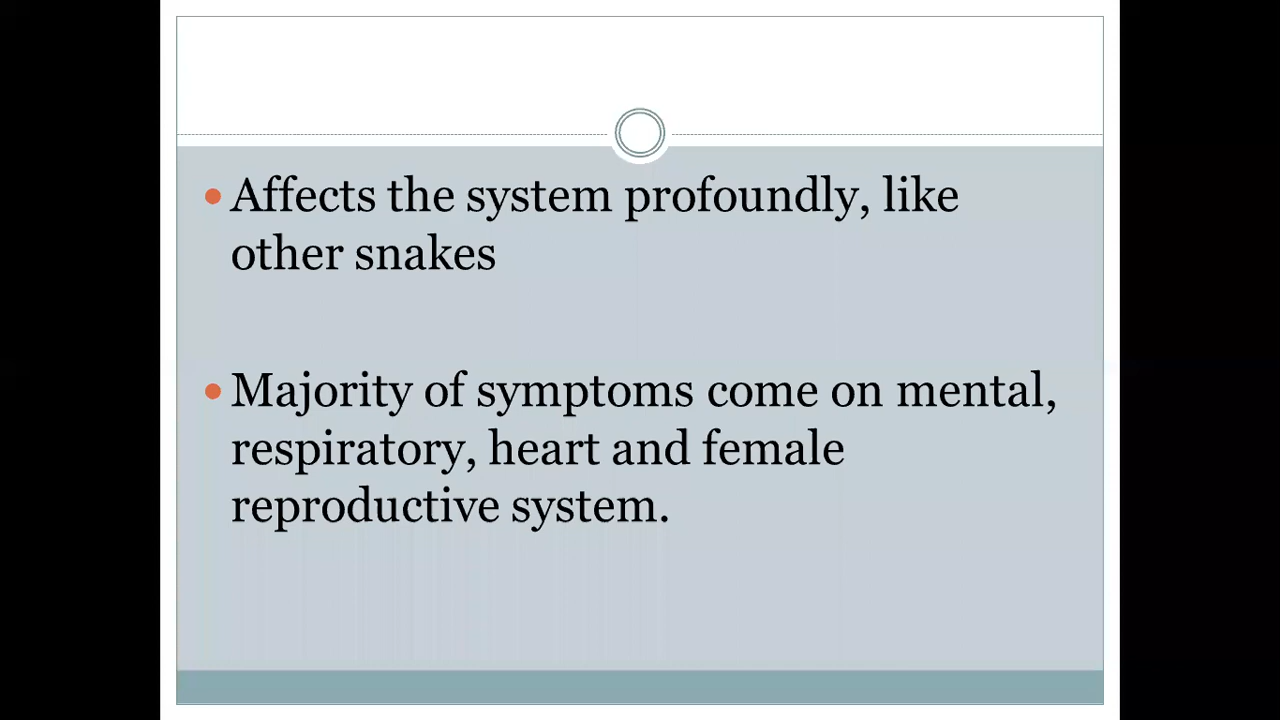 Affects the system profoundly, like
other snakes
Majority of symptoms come on mental,
respiratory, heart and female
reproductive system.